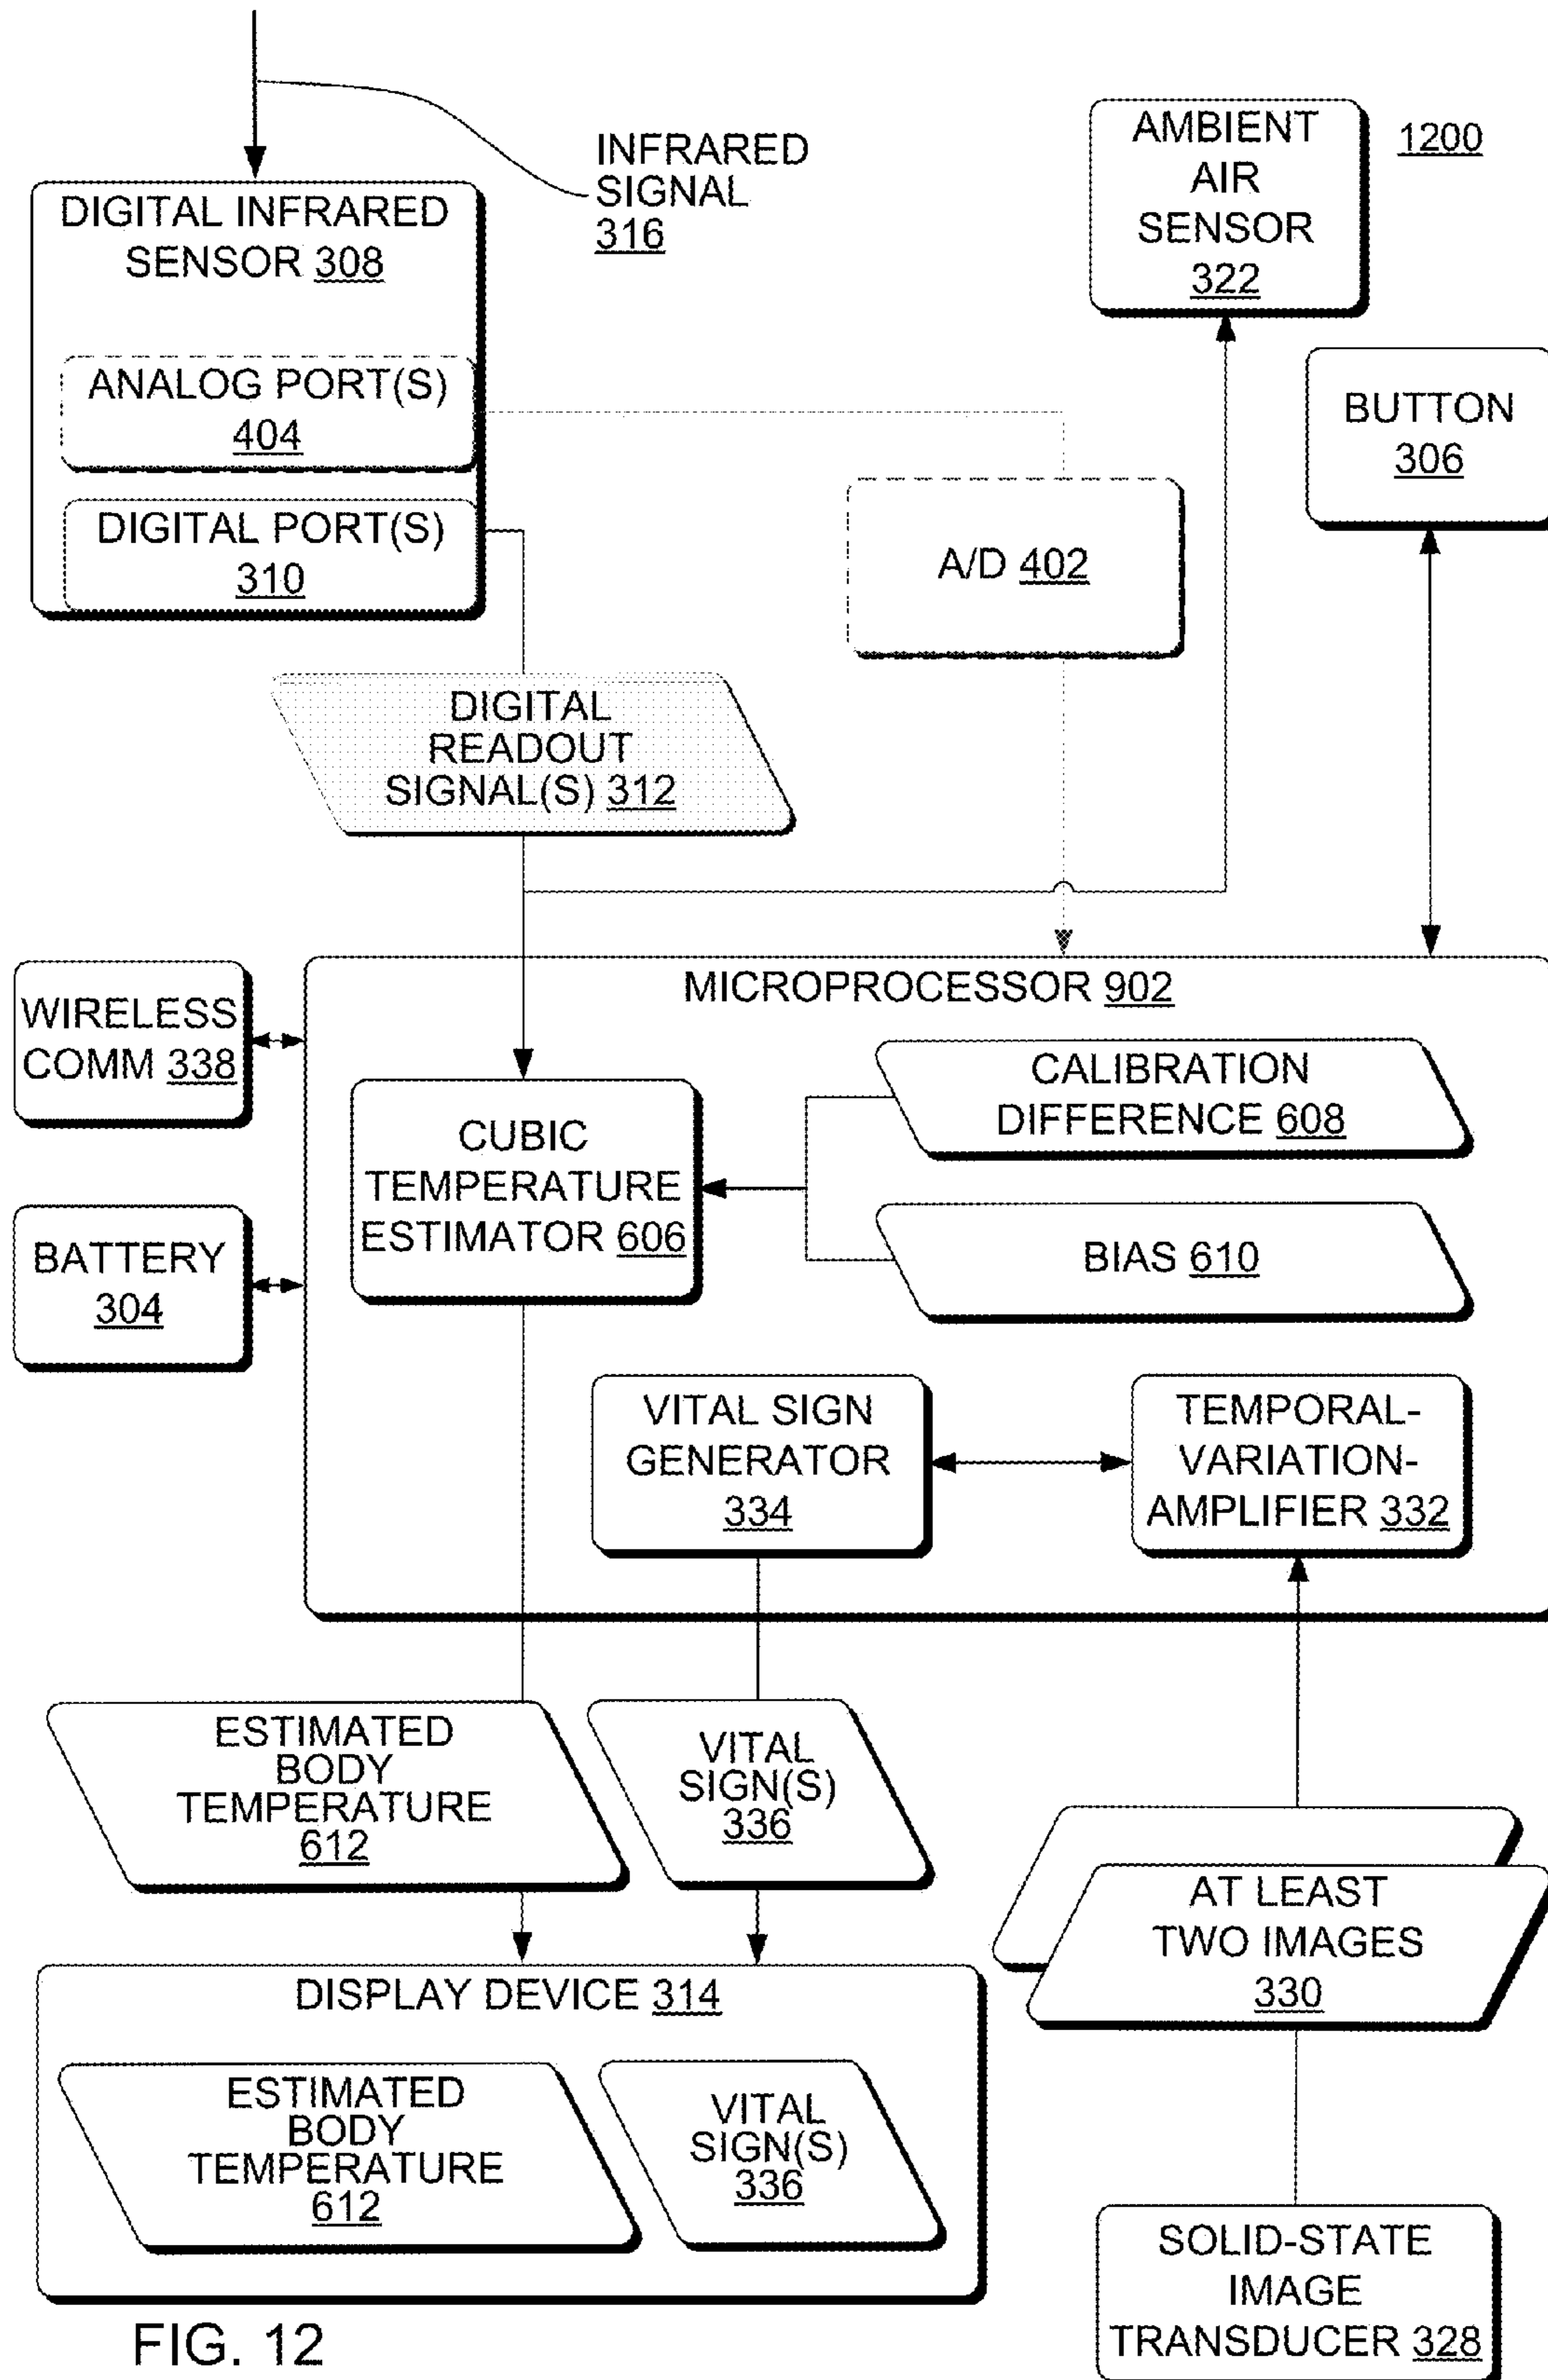 INFRARED
SIGNAL
316
AMBIENT
AIR
SENSOR
322
1200
DIGITAL INFRARED
SENSOR 308
ANALOG PORT(S)
404
DIGITAL PORT(S)
310
BUTTON
306
A/D 402
DIGITAL
READOUT
SIGNAL(S) 312
MICROPROCESSOR 902
WIRELESS
COMM 338
CALIBRATION
DIFFERENCE 608
CUBIC
TEMPERATURE
ESTIMATOR 606
BATTERY
304
BIAS 610
VITAL SIGN
GENERATOR
334
TEMPORAL-
VARIATION-
AMPLIFIER 332
ESTIMATED
BODY
TEMPERATURE
612
VITAL
SIGN(S)
336
AT LEAST
TWO IMAGES
330
DISPLAY DEVICE 314
ESTIMATED
BODY
TEMPERATURE
612
VITAL
SIGN(S)
336
SOLID-STATE
IMAGE
TRANSDUCER 328
FIG. 12